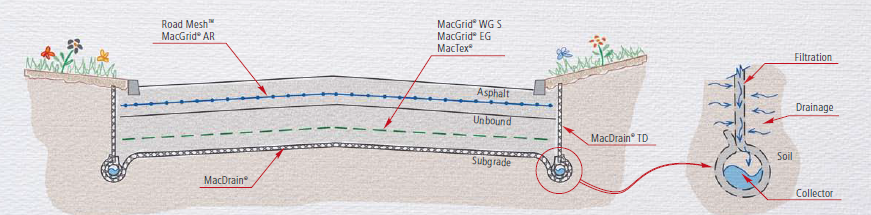 Road Mesh™
MacGrid® AR
MacGrid® WG S
MacGrid® EG
MacTex®
Asphalt
Unbound
Subgrade
MacDrain®
MacDrain® TD
Filtration
Drainage
Soil
Collector